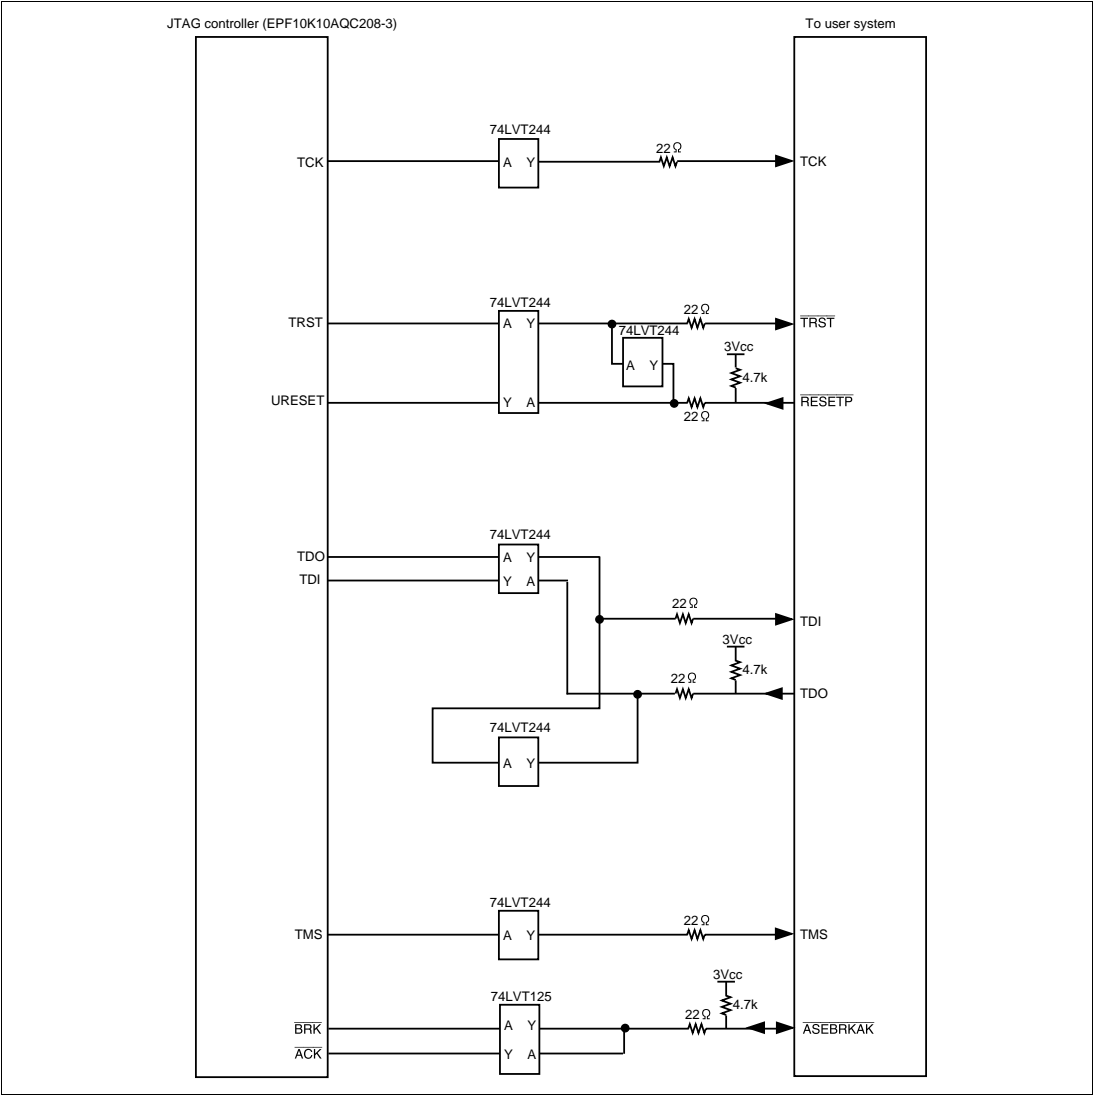 JTAG controller (EPF10K10AQC208-3)
To user system
74LVT244
TCK
A Y
22Ω
TCK
74LVT244
TRST
A Y
22Ω
TRST
74LVT244
A Y
3Vcc
4.7k
URESET
Y A
22Ω
RESETP
74LVT244
TDO
A Y
TDI
Y A
22Ω
TDI
3Vcc
4.7k
22Ω
TDO
74LVT244
A Y
74LVT244
TMS
A Y
22Ω
TMS
3Vcc
4.7k
74LVT125
BRK
A Y
22Ω
ASEBRKAK
ACK
Y A